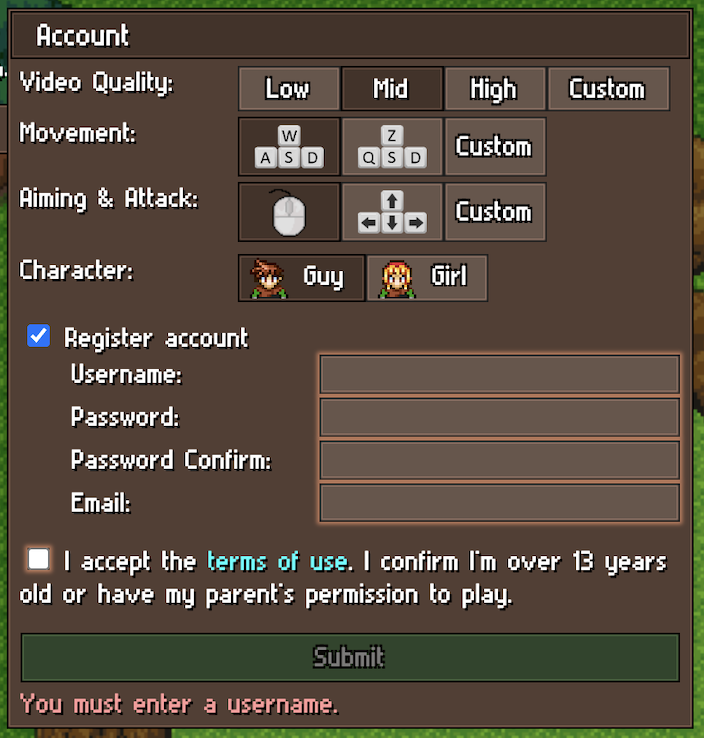 Account
Video Quality: Low Mid High Custom
Movement: W A S D Z Q S D Custom
Aiming & Attack: Custom
Character: Guy Girl
Register account
Username:
Password:
Password Confirm:
Email:
I accept the terms of use. I confirm I'm over 13 years
old or have my parent's permission to play.
Submit
You must enter a username.